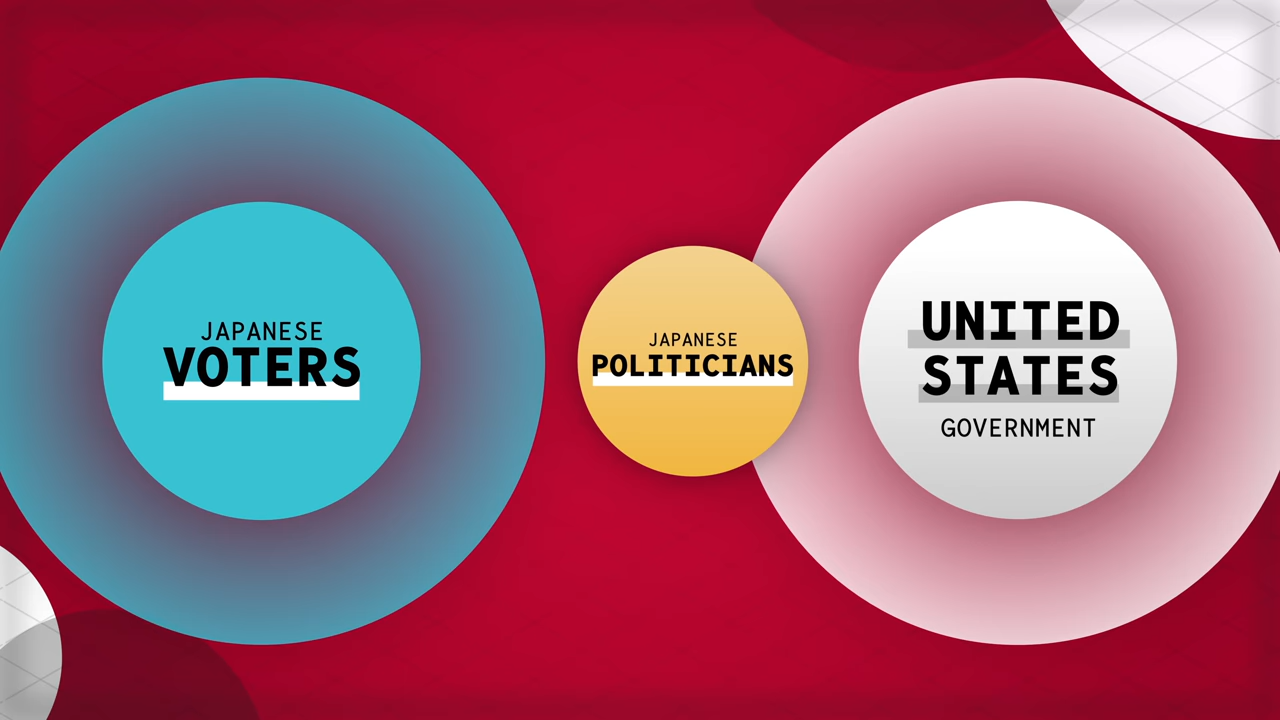 JAPANESE
VOTERS
JAPANESE
POLITICIANS
UNITED
STATES
GOVERNMENT